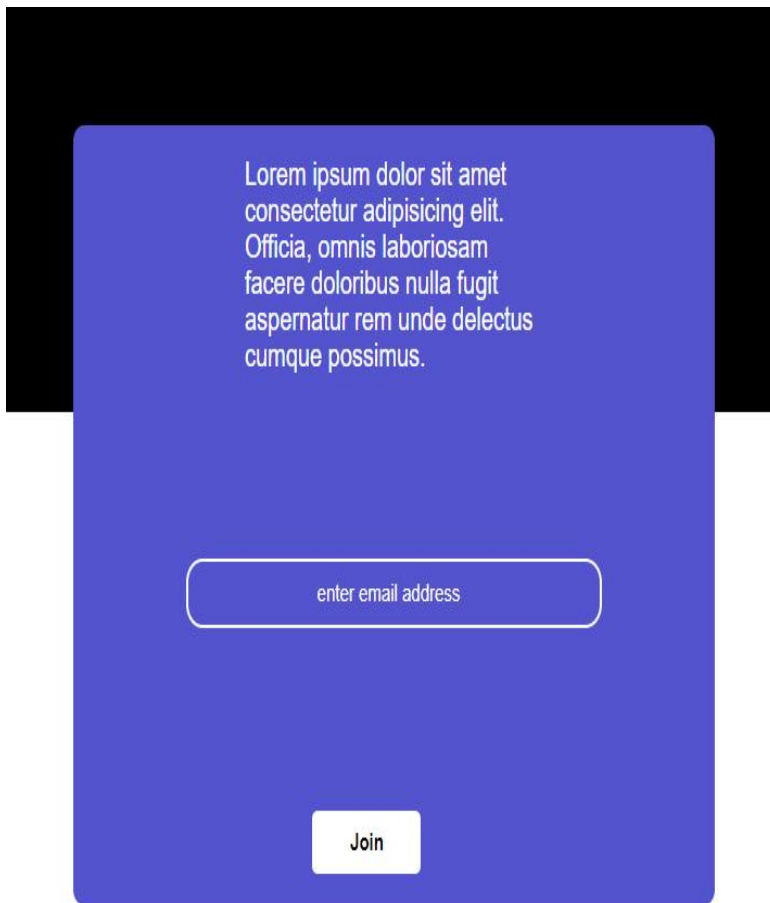 Lorem ipsum dolor sit amet
consectetur adipisicing elit.
Officia, omnis laboriosam
facere doloribus nulla fugit
aspernatur rem unde delectus
cumque possimus.
enter email address
Join